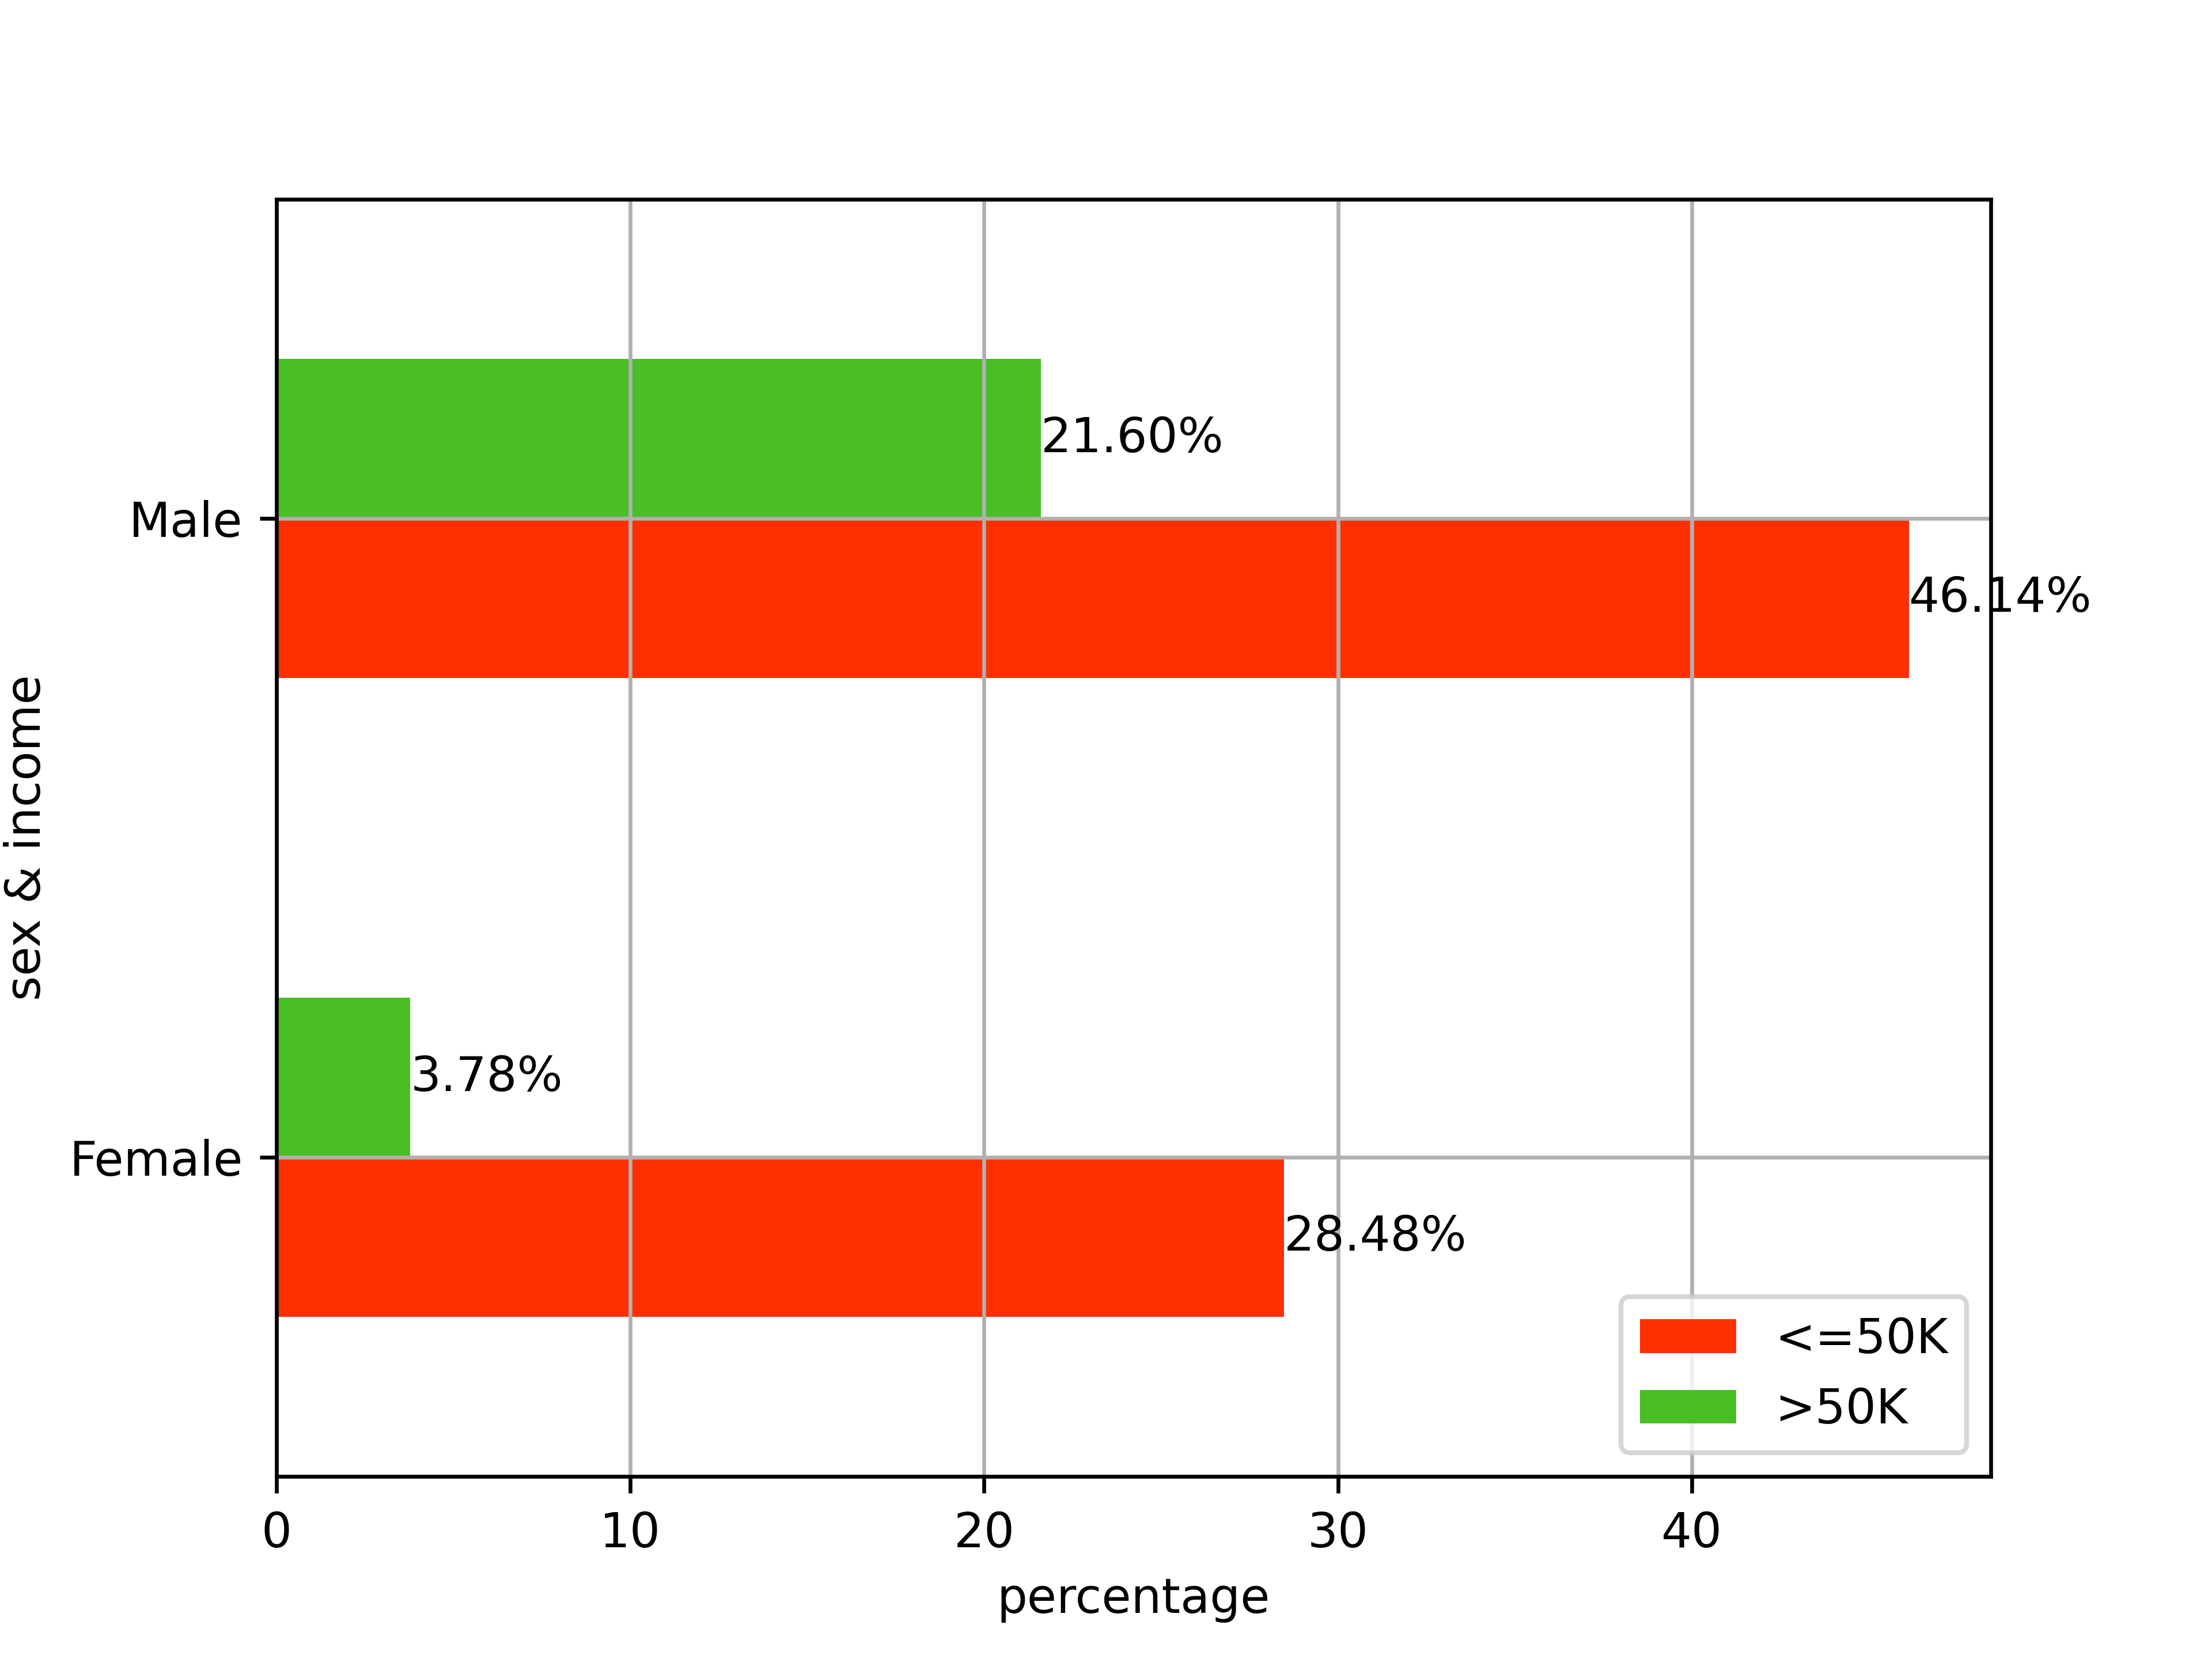 21.60%
Male
46.14%
sex & income
3.78%
Female
28.48%
<=50K
>50K
0 10 20 30 40
percentage